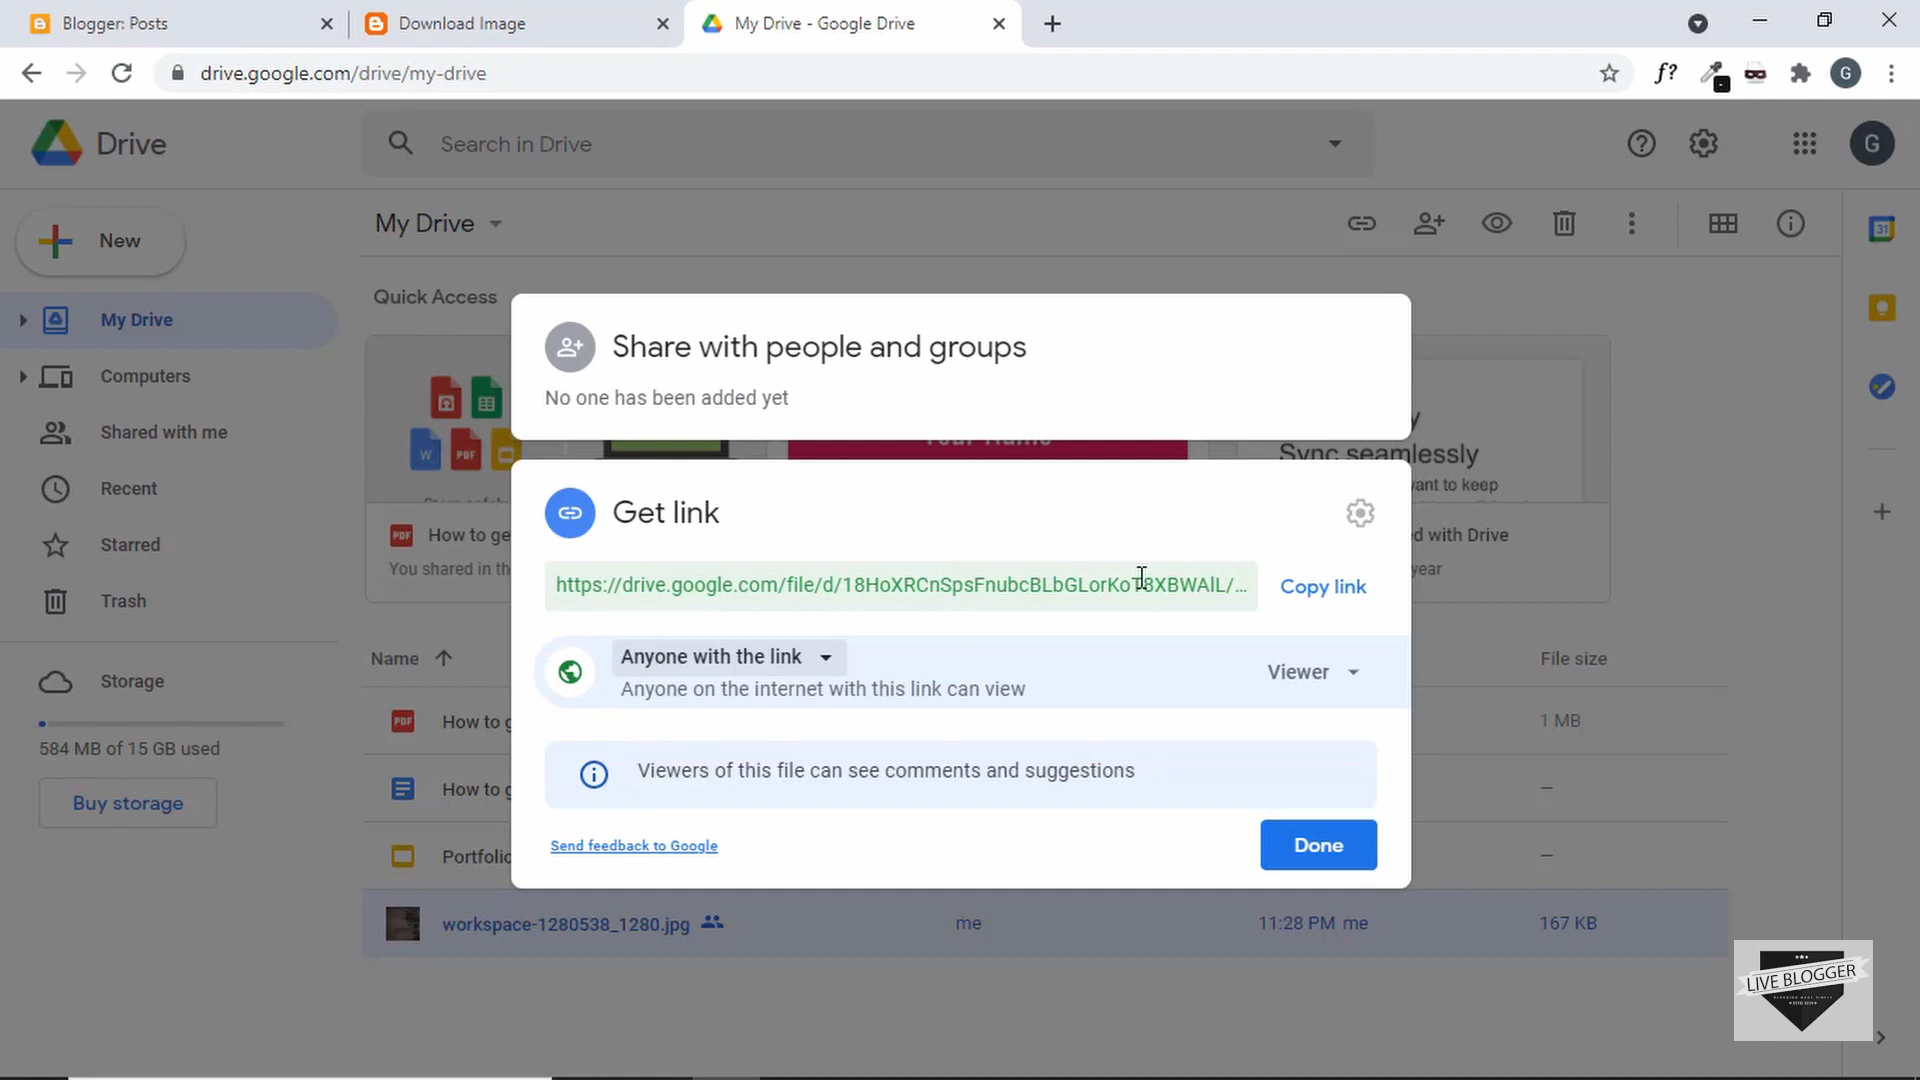 Blogger: Posts
Download Image
My Drive - Google Drive
drive.google.com/drive/my-drive
f?
G
Drive
Search in Drive
G
New
My Drive
31
Quick Access
My Drive
Computers
Shared with me
Recent
Starred
Trash
Storage
584 MB of 15 GB used
Buy storage
W
PDF
Share with people and groups
No one has been added yet
Sync seamlessly
want to keep
PDF How to ge
You shared in th
d with Drive
year
Get link
https://drive.google.com/file/d/18HoXRCnSpsFnubcBLbGLorKoT8XBWAlL/...
Copy link
Anyone with the link
Anyone on the internet with this link can view
Viewer
Viewers of this file can see comments and suggestions
Send feedback to Google
Done
Name
File size
PDF How to g
1 MB
How to g
–
Portfolio
–
workspace-1280538_1280.jpg
me
11:28 PM me
167 KB
LIVE BLOGGER